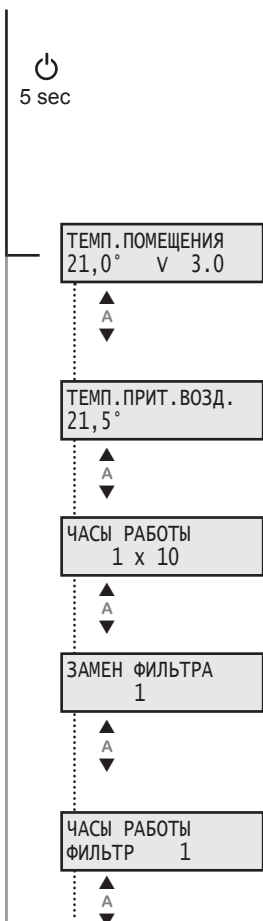 5 sec
ТЕМП.ПОМЕЩЕНИЯ
21,0° V 3.0
A
ТЕМП.ПРИТ.ВОЗД.
21,5°
A
ЧАСЫ РАБОТЫ
1 x 10
A
ЗАМЕН ФИЛЬТРА
1
A
ЧАСЫ РАБОТЫ
ФИЛЬТР 1
A